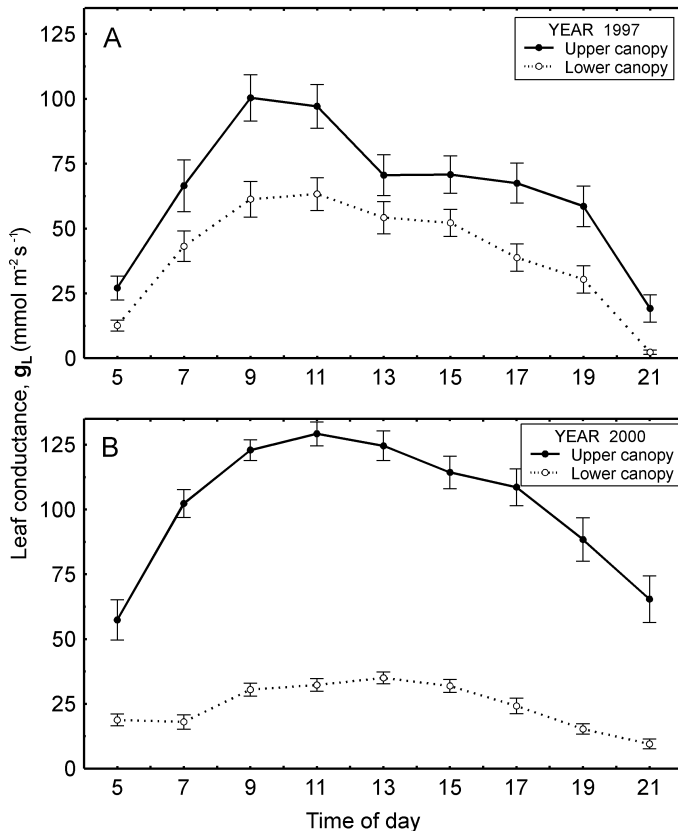 A
YEAR 1997
Upper canopy
Lower canopy
125
100
75
50
25
0
5 7 9 11 13 15 17 19 21
Leaf conductance, gL (mmol m-2 s-1)
B
YEAR 2000
Upper canopy
Lower canopy
125
100
75
50
25
0
5 7 9 11 13 15 17 19 21
Time of day